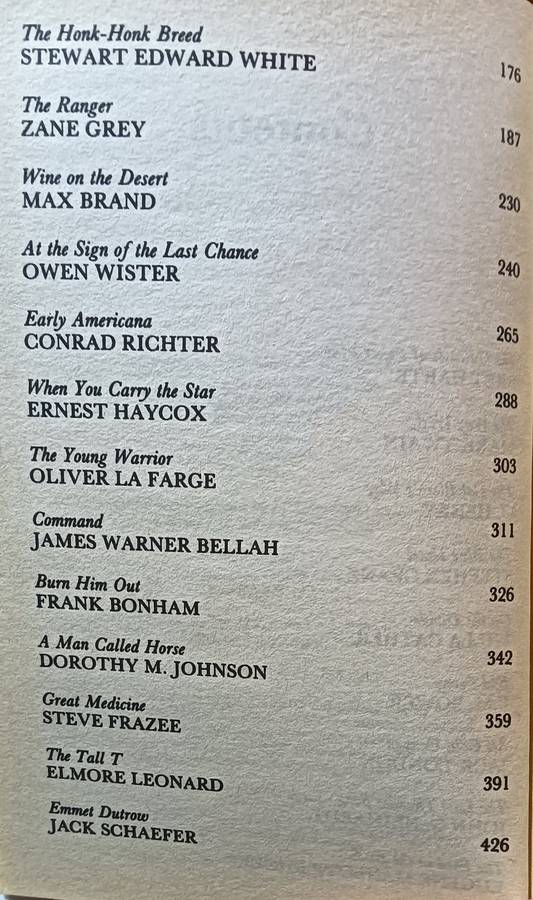 The Honk-Honk Breed
STEWART EDWARD WHITE 176
The Ranger
ZANE GREY 187
Wine on the Desert
MAX BRAND 230
At the Sign of the Last Chance
OWEN WISTER 240
Early Americana
CONRAD RICHTER 265
When You Carry the Star
ERNEST HAYCOX 288
The Young Warrior
OLIVER LA FARGE 303
Command
JAMES WARNER BELLAH 311
Burn Him Out
FRANK BONHAM 326
A Man Called Horse
DOROTHY M. JOHNSON 342
Great Medicine
STEVE FRAZEE 359
The Tall T
ELMORE LEONARD 391
Emmet Dutrow
JACK SCHAEFER 426